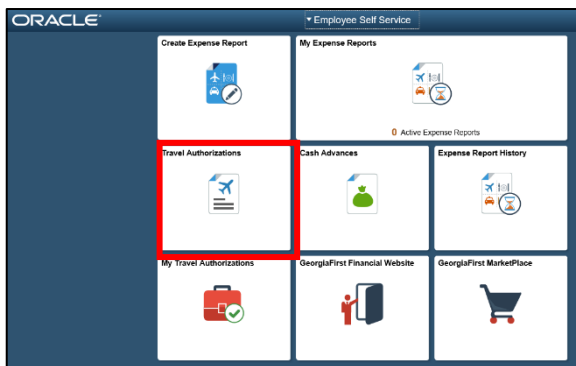 ORACLE
Employee Self Service
Create Expense Report
My Expense Reports
0 Active Expense Reports
Travel Authorizations
Cash Advances
Expense Report History
My Travel Authorizations
GeorgiaFirst Financial Website
GeorgiaFirst MarketPlace